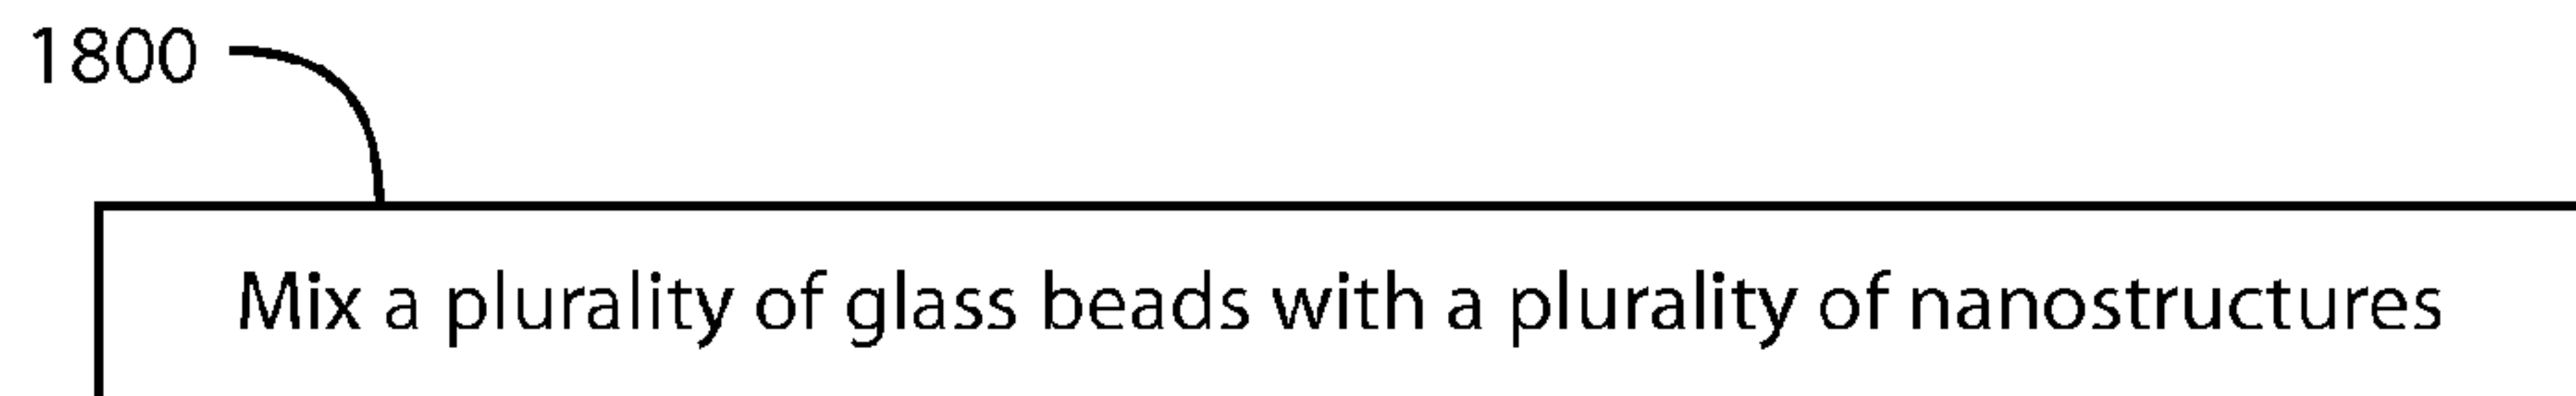 1800
Mix a plurality of glass beads with a plurality of nanostructures